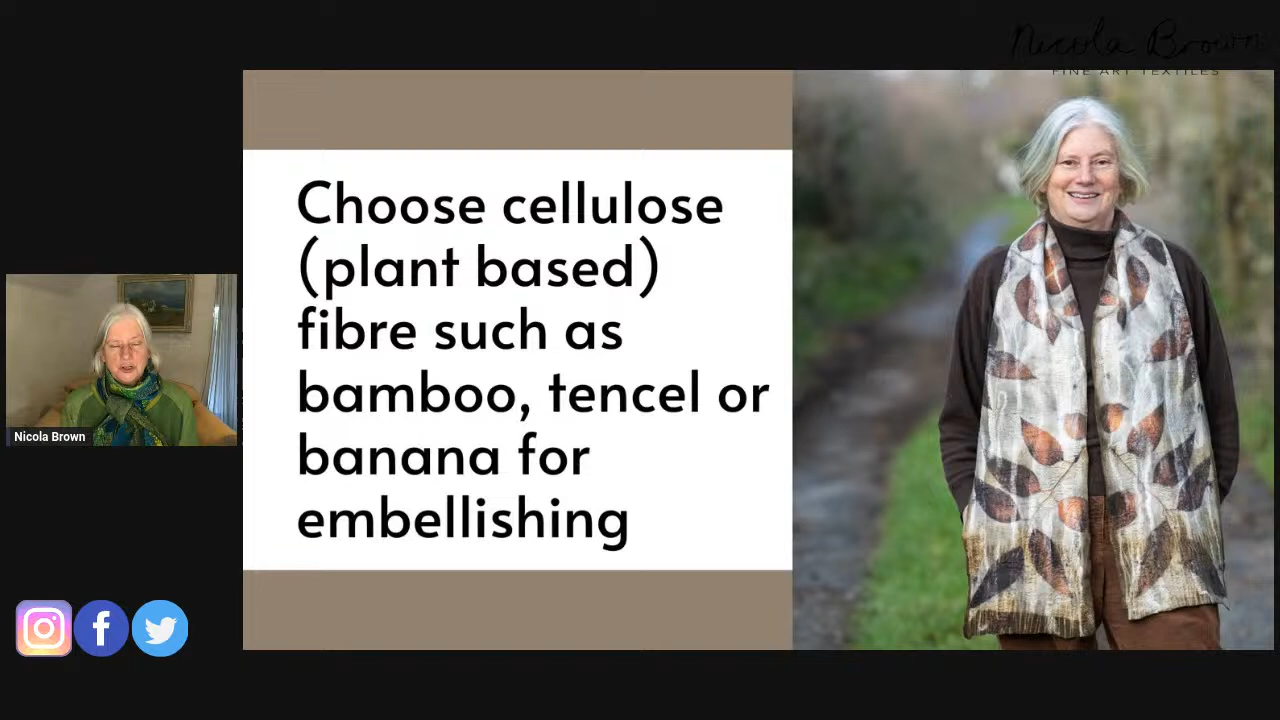 Nicola Brown
FINE ART TEXTILES
Choose cellulose
(plant based)
fibre such as
bamboo, tencel or
banana for
embellishing
Nicola Brown